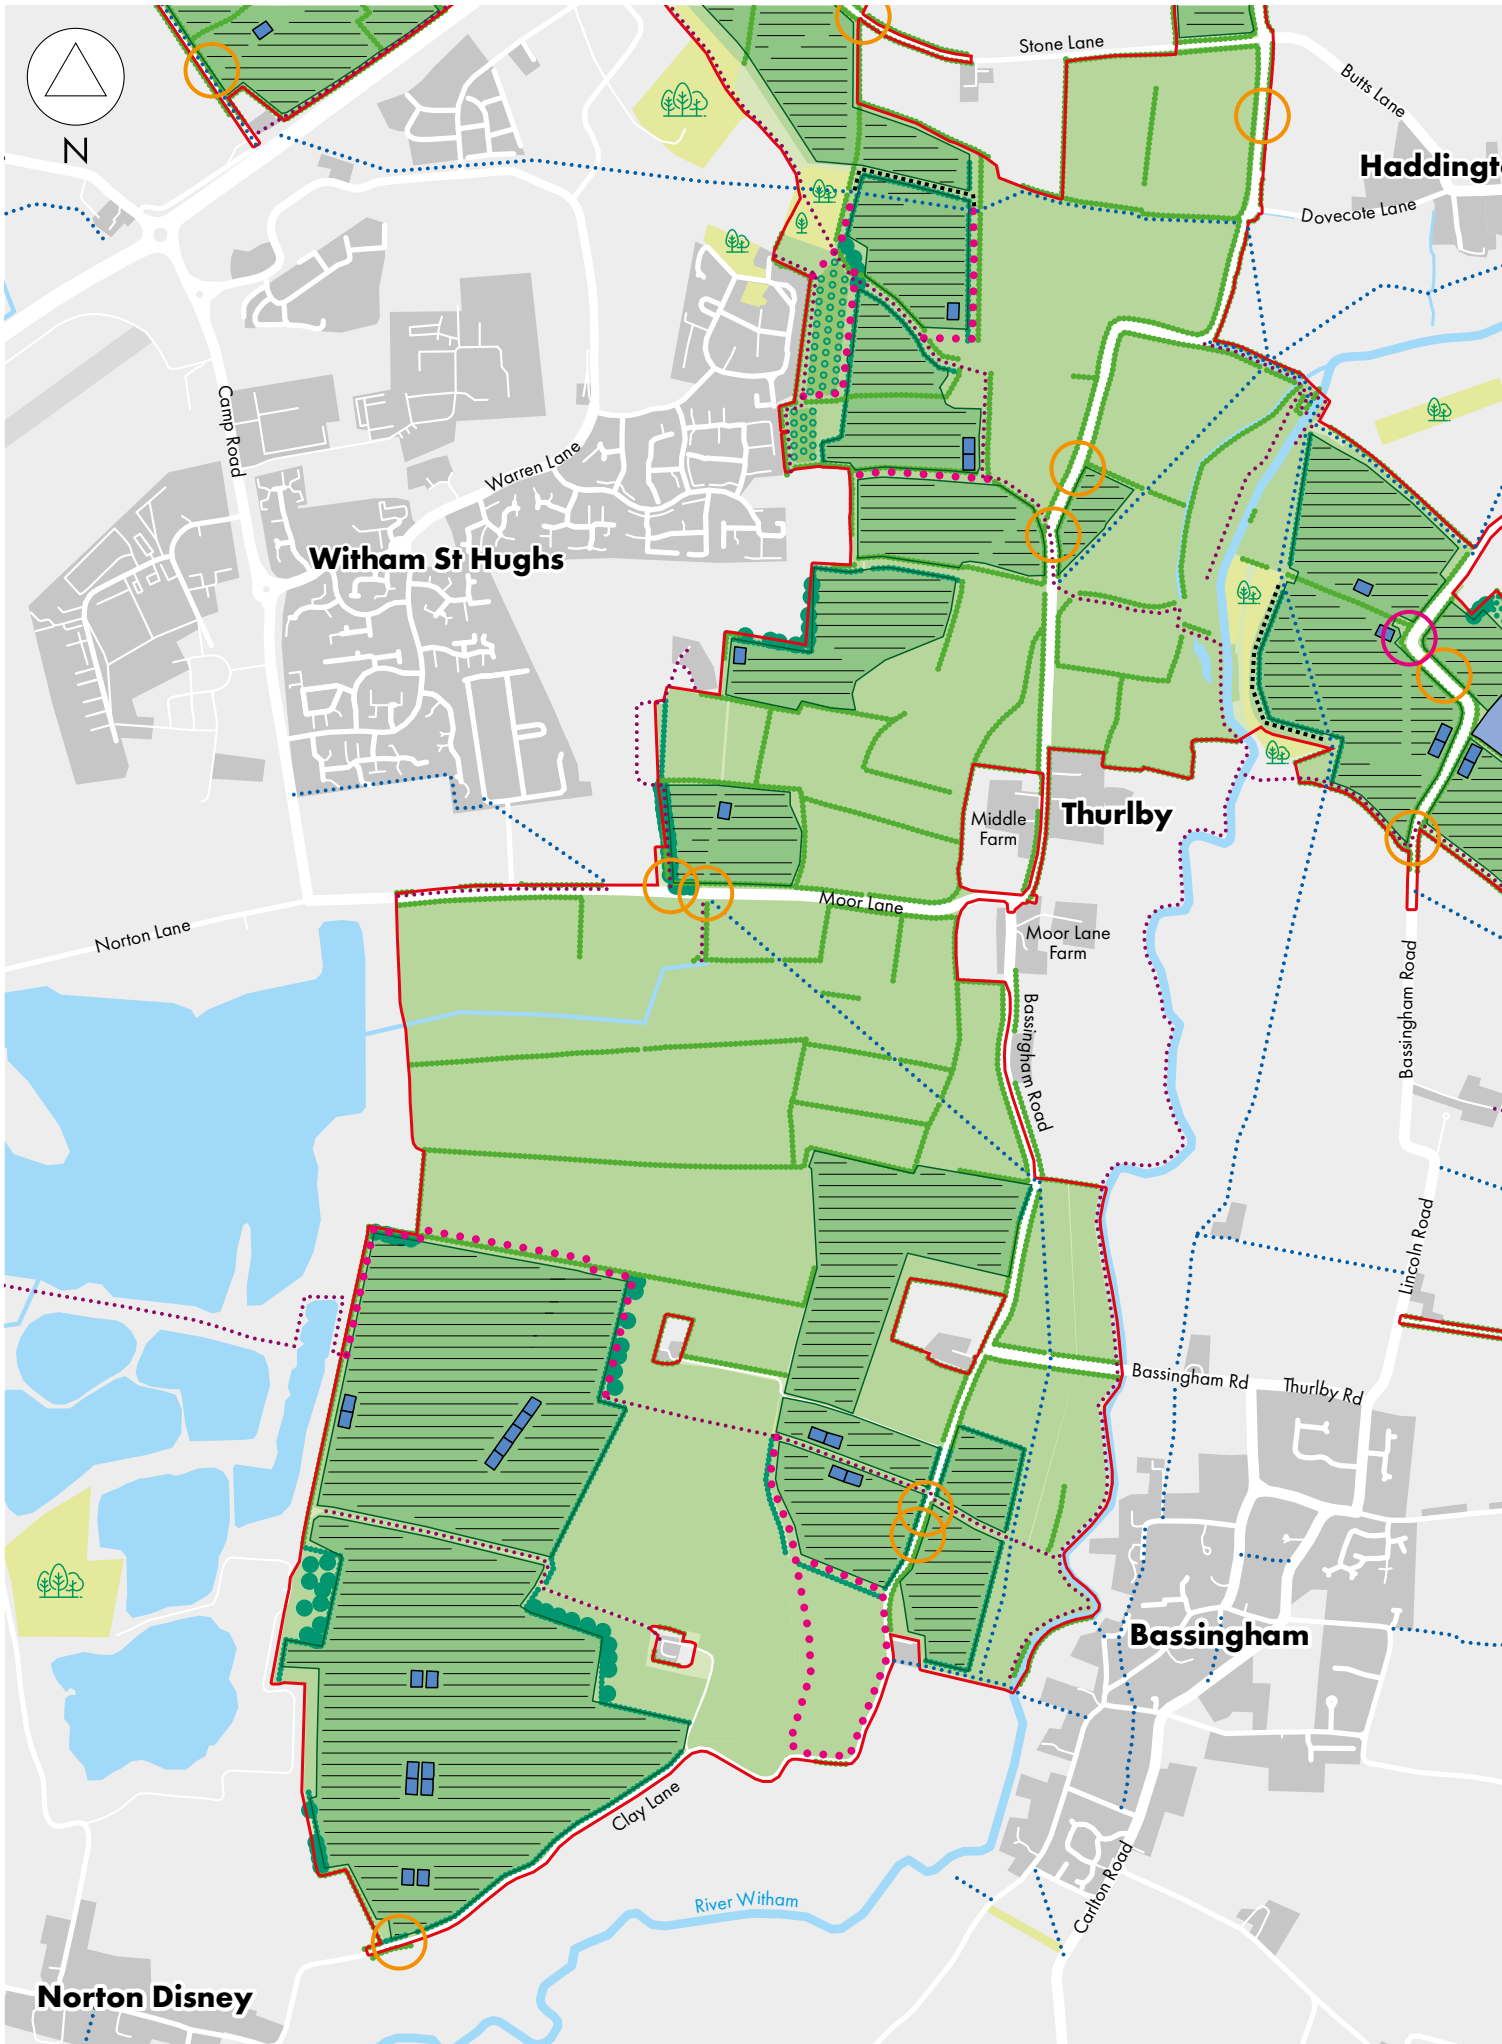 Stone Lane
Butts Lane
N
Haddingt
Dovecote Lane
Camp Road
Warren Lane
Witham St Hughs
Middle
Farm
Thurlby
Moor Lane
Norton Lane
Moor Lane
Farm
Bassingham Road
Bassingham Road
Lincoln Road
Bassingham Rd
Thurlby Rd
Bassingham
Clay Lane
River Witham
Carlton Road
Norton Disney